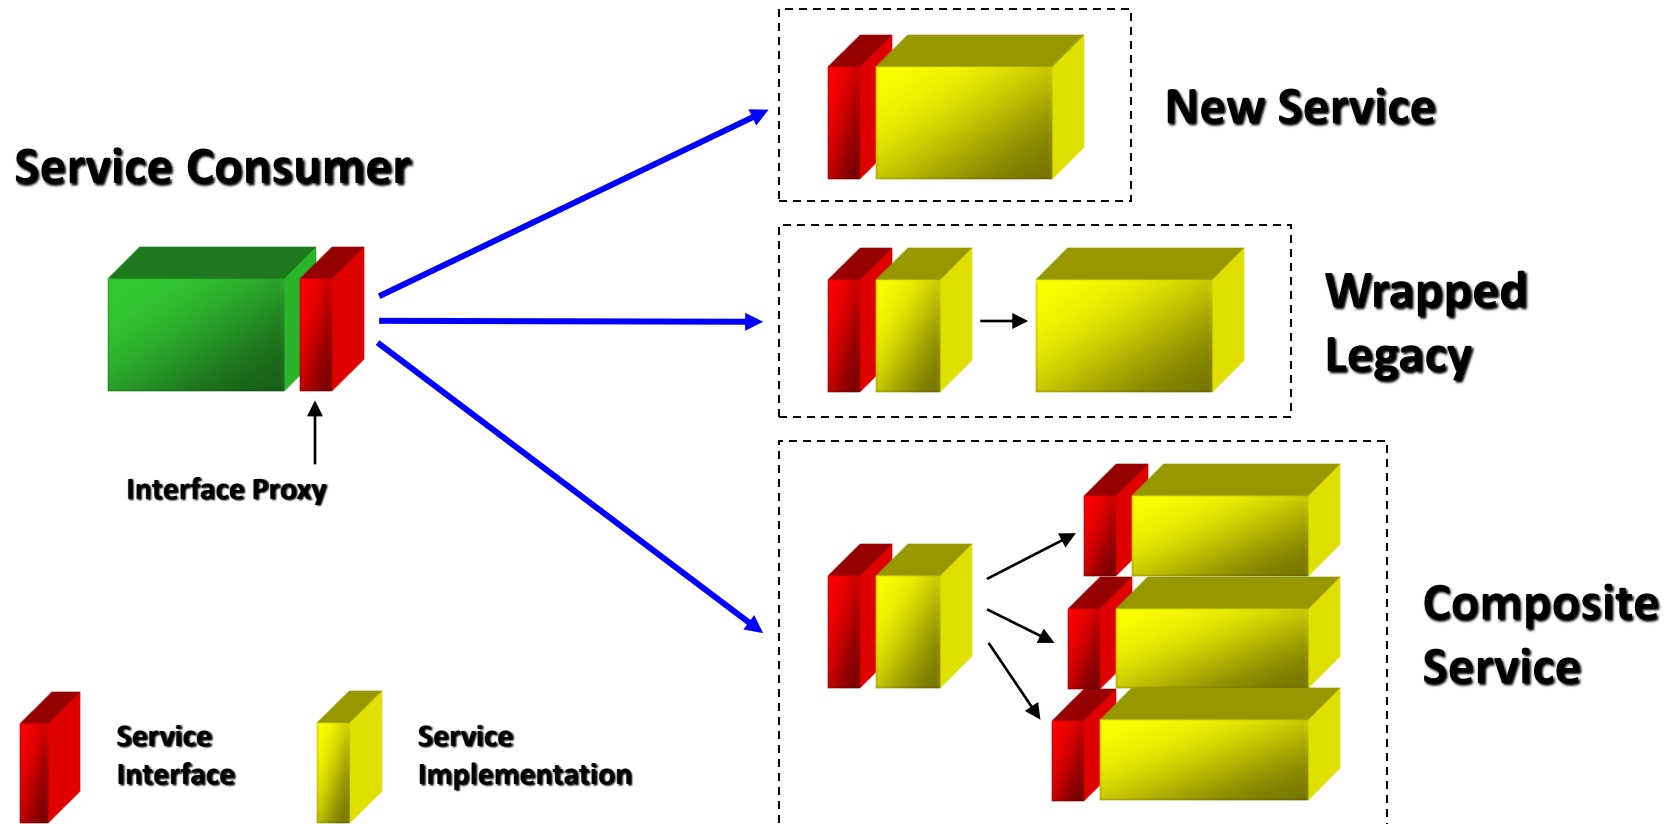 New Service
Service Consumer
Wrapped
Legacy
Interface Proxy
Composite
Service
Service
Interface
Service
Implementation